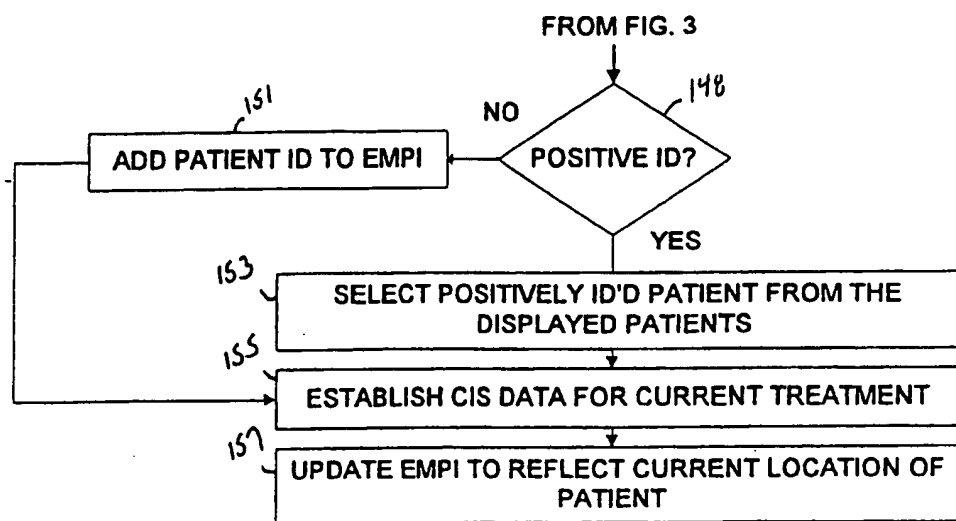 FROM FIG. 3
148
NO
151
ADD PATIENT ID TO EMPI
POSITIVE ID?
YES
153
SELECT POSITIVELY ID'D PATIENT FROM THE
DISPLAYED PATIENTS
155
ESTABLISH CIS DATA FOR CURRENT TREATMENT
157
UPDATE EMPI TO REFLECT CURRENT LOCATION OF
PATIENT